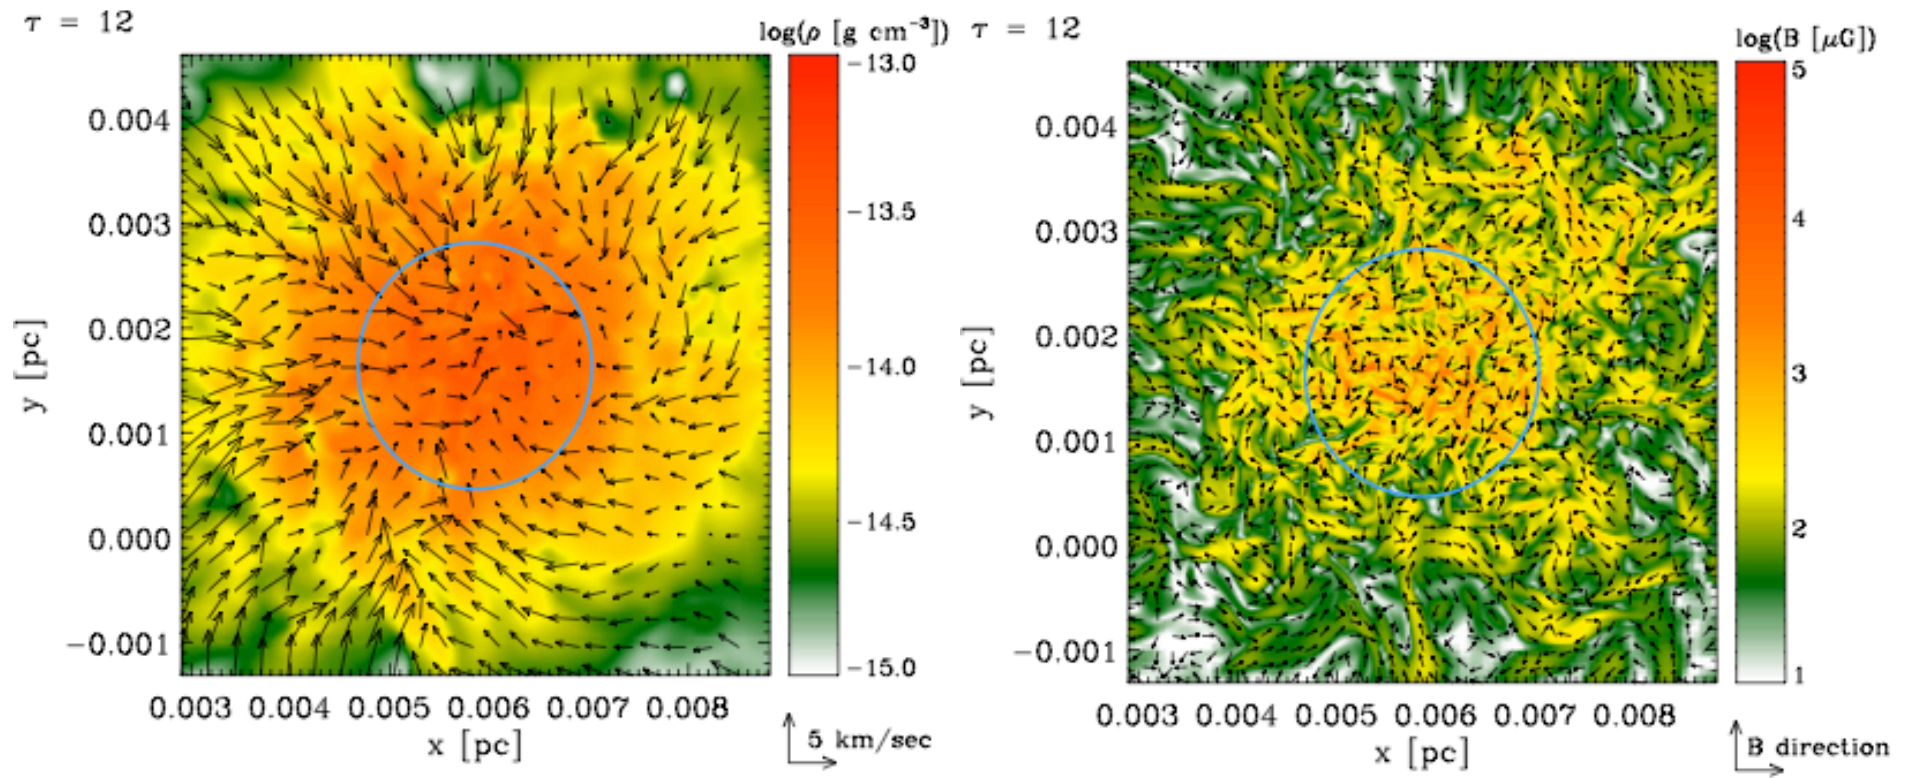 τ = 12
log(ρ [g cm⁻³])
0.004
0.003
0.002
0.001
0.000
−0.001
y [pc]
0.003 0.004 0.005 0.006 0.007 0.008
x [pc]
−13.0
−13.5
−14.0
−14.5
−15.0
5 km/sec
τ = 12
log(B [μG])
0.004
0.003
0.002
0.001
0.000
−0.001
y [pc]
0.003 0.004 0.005 0.006 0.007 0.008
x [pc]
5
4
3
2
1
B direction